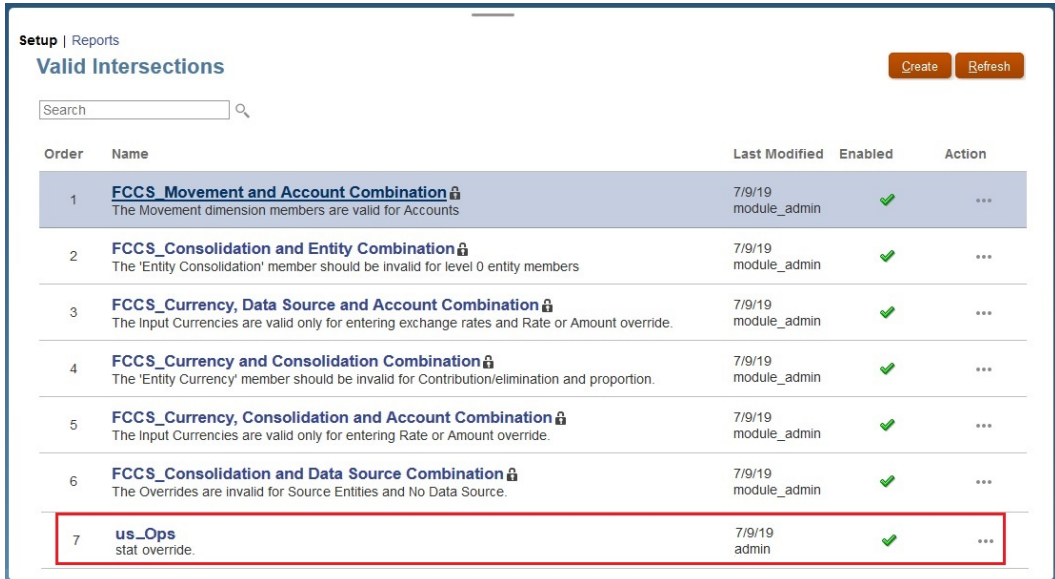 Setup | Reports
Valid Intersections
Create Refresh
Search
Order Name Last Modified Enabled Action
1 FCCS_Movement and Account Combination 7/9/19
The Movement dimension members are valid for Accounts module_admin
2 FCCS_Consolidation and Entity Combination 7/9/19
The 'Entity Consolidation' member should be invalid for level 0 entity members module_admin
3 FCCS_Currency, Data Source and Account Combination 7/9/19
The Input Currencies are valid only for entering exchange rates and Rate or Amount override. module_admin
4 FCCS_Currency and Consolidation Combination 7/9/19
The 'Entity Currency' member should be invalid for Contribution/elimination and proportion. module_admin
5 FCCS_Currency, Consolidation and Account Combination 7/9/19
The Input Currencies are valid only for entering Rate or Amount override. module_admin
6 FCCS_Consolidation and Data Source Combination 7/9/19
The Overrides are invalid for Source Entities and No Data Source. module_admin
7 us_Ops 7/9/19
stat override. admin